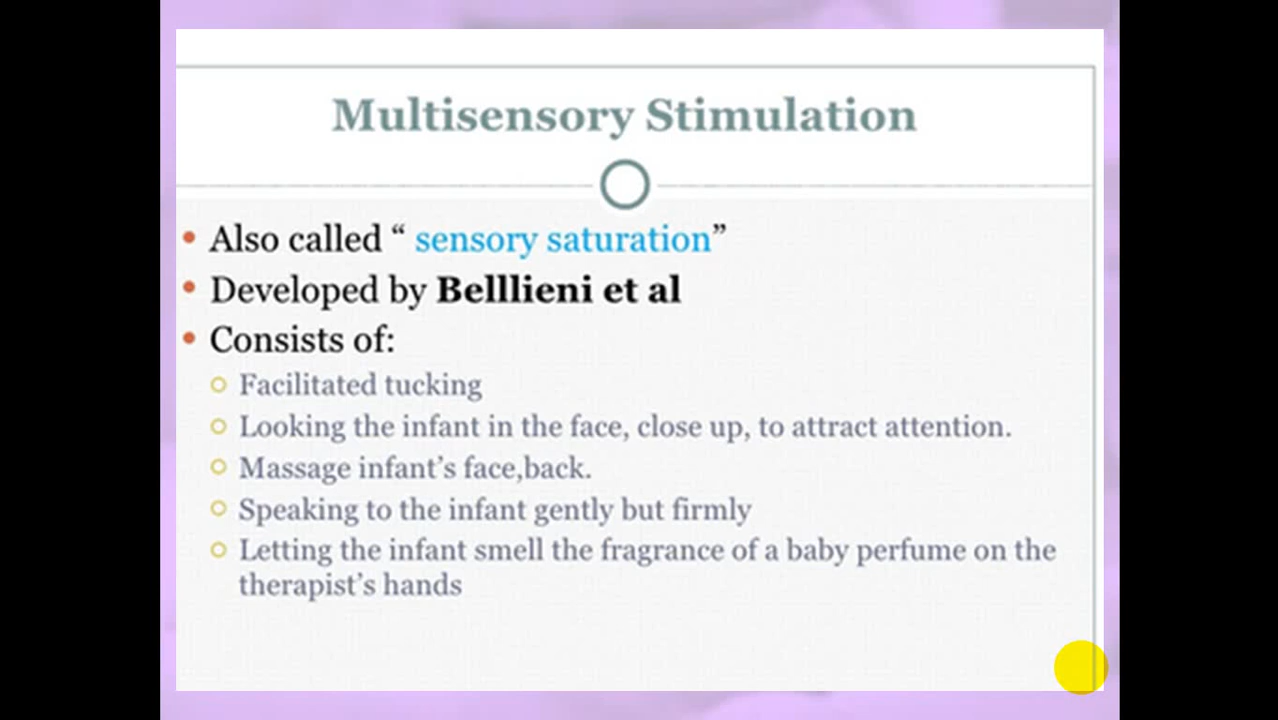 Multisensory Stimulation
Also called “ sensory saturation”
Developed by Belllieni et al
Consists of:
Facilitated tucking
Looking the infant in the face, close up, to attract attention.
Massage infant’s face,back.
Speaking to the infant gently but firmly
Letting the infant smell the fragrance of a baby perfume on the
therapist’s hands